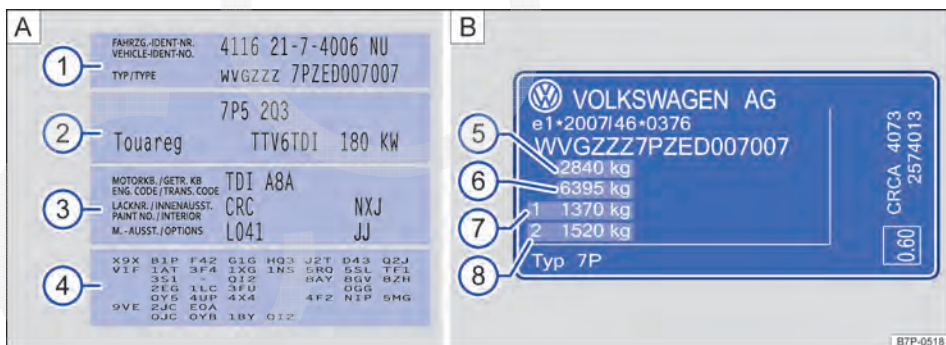 A
FAHRZG.-IDENT-NR. 4116 21-7-4006 NU
VEHICLE-IDENT-NO.
TYP/TYPE WVGZZZ 7PZED007007
1
7P5 2Q3
2
Touareg TTV6TDI 180 KW
MOTORKB./GETR. KB TDI A8A
ENG. CODE/TRANS. CODE
LACKNR./INNENAUSST. CRC NXJ
PAINT NO./INTERIOR
M.-AUSST./OPTIONS L041 JJ
3
X9X B1P F42 G1G HQ3 J2T D43 Q2J
VIF 1AT 3F4 1XG 1NS 5RQ 5SL TF1
3S1 - QI2 8AY 8GV 8ZH
2EG 1LC 3FU 0GG
QY5 4UP 4X4 4F2 NIP 5MG
9VE 2JC E0A
0JC 0YB 1BY QI2
4
B
VW VOLKSWAGEN AG
e1*2007/46*0376
WVGZZZ7PZED007007
5
2840 kg
6
6395 kg
7
1 1370 kg
8
2 1520 kg
Typ 7P
CRCA 4073
2574013
0.60
B7P-0518